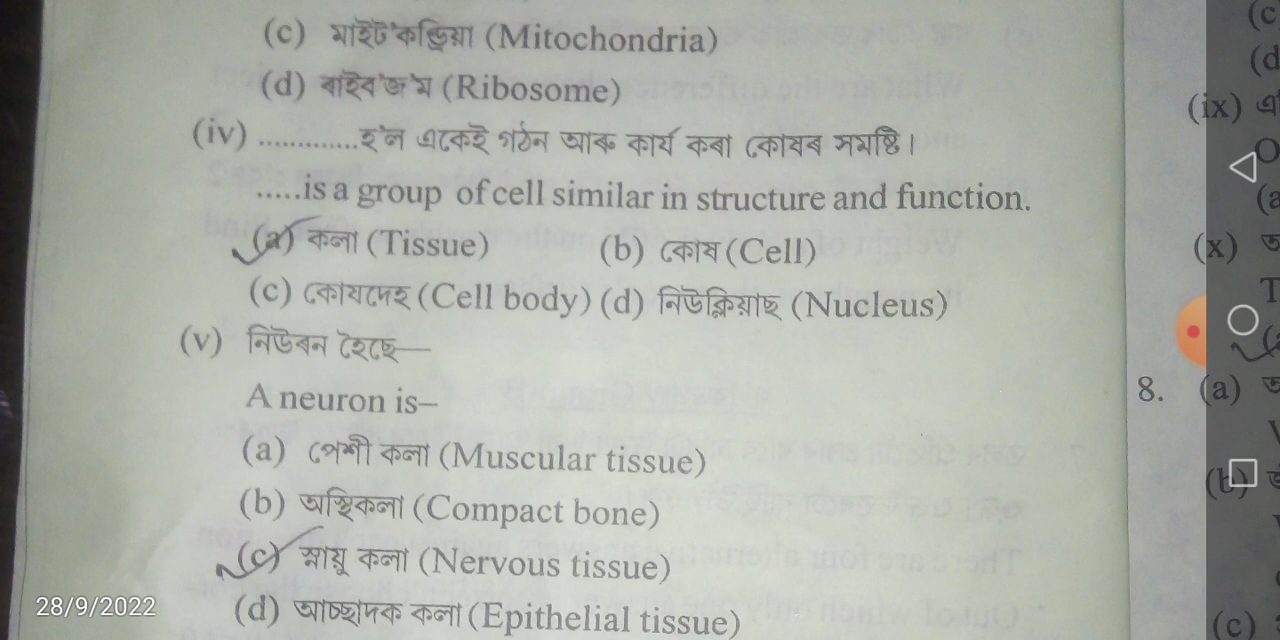 (c) মাইট'কণ্ড্ৰিয়া (Mitochondria)
(d) ৰাইব'জ'ম (Ribosome)
(iv) .............হ'ল একেই গঠন আৰু কাৰ্য কৰা কোষৰ সমষ্টি।
.....is a group of cell similar in structure and function.
(a) কলা (Tissue) (b) কোষ (Cell)
(c) কোষদেহ (Cell body) (d) নিউক্লিয়াছ (Nucleus)
(v) নিউৰন হৈছে—
A neuron is–
(a) পেশী কলা (Muscular tissue)
(b) অস্থিকলা (Compact bone)
(c) স্নায়ু কলা (Nervous tissue)
(d) আচ্ছাদক কলা (Epithelial tissue)
28/9/2022
(c
(d
(ix) এ
O
(a
(x)
T
8. (a)
(b)
(c)